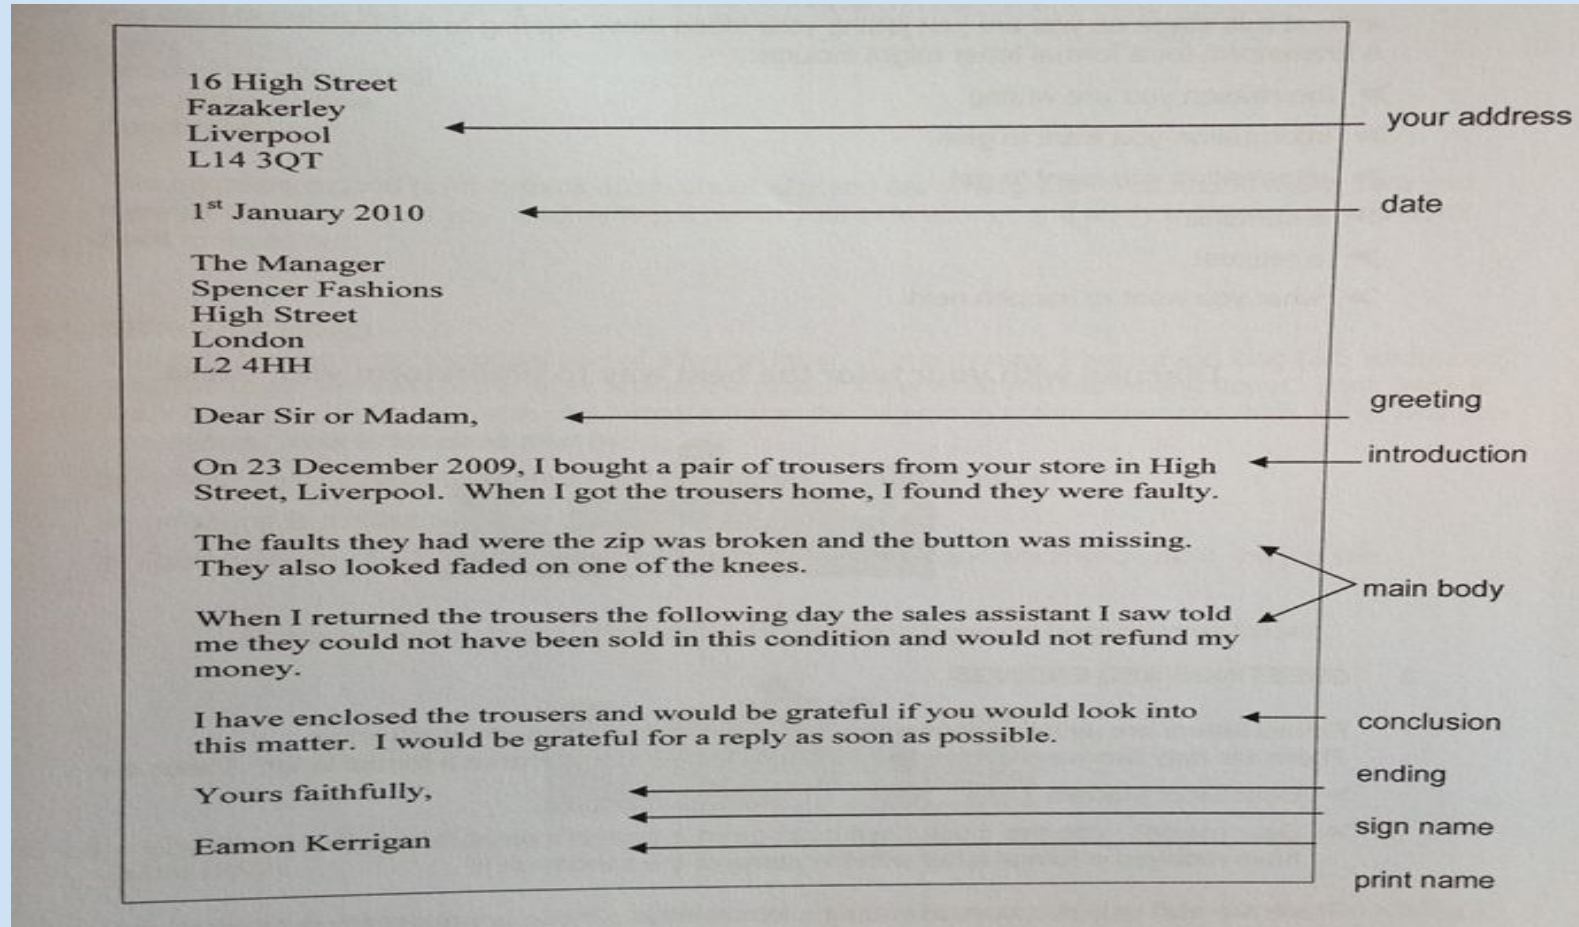 16 High Street
Fazakerley
Liverpool
L14 3QT
your address
1st January 2010
date
The Manager
Spencer Fashions
High Street
London
L2 4HH
Dear Sir or Madam,
greeting
On 23 December 2009, I bought a pair of trousers from your store in High
introduction
Street, Liverpool. When I got the trousers home, I found they were faulty.
The faults they had were the zip was broken and the button was missing.
They also looked faded on one of the knees.
main body
When I returned the trousers the following day the sales assistant I saw told
me they could not have been sold in this condition and would not refund my
money.
I have enclosed the trousers and would be grateful if you would look into
this matter. I would be grateful for a reply as soon as possible.
conclusion
Yours faithfully,
ending
sign name
Eamon Kerrigan
print name